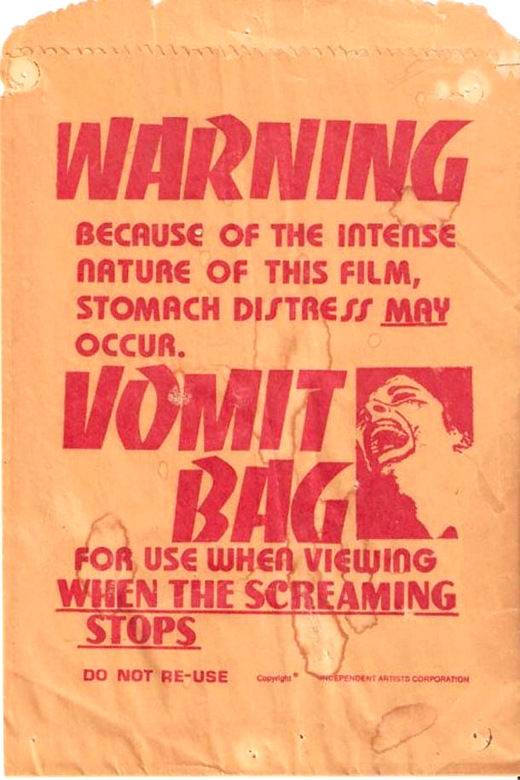 WARNING
BECAUSE OF THE INTENSE
NATURE OF THIS FILM,
STOMACH DISTRESS MAY
OCCUR.
VOMIT
BAG
FOR USE WHEN VIEWING
WHEN THE SCREAMING
STOPS
DO NOT RE-USE Copyright © INDEPENDENT ARTISTS CORPORATION